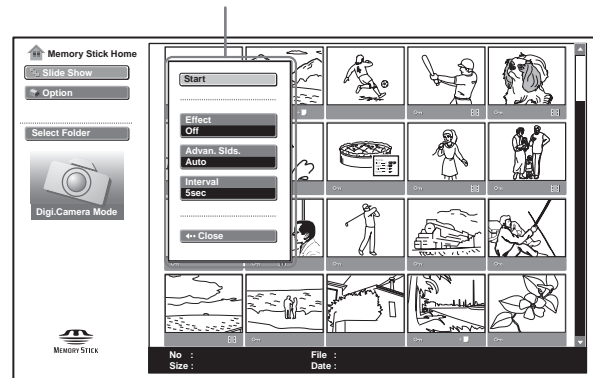 Memory Stick Home
Slide Show
Option
Select Folder
Digi.Camera Mode
MEMORY STICK
Start
Effect
Off
Advan. Slds.
Auto
Interval
5sec
Close
No :
File :
Size :
Date :